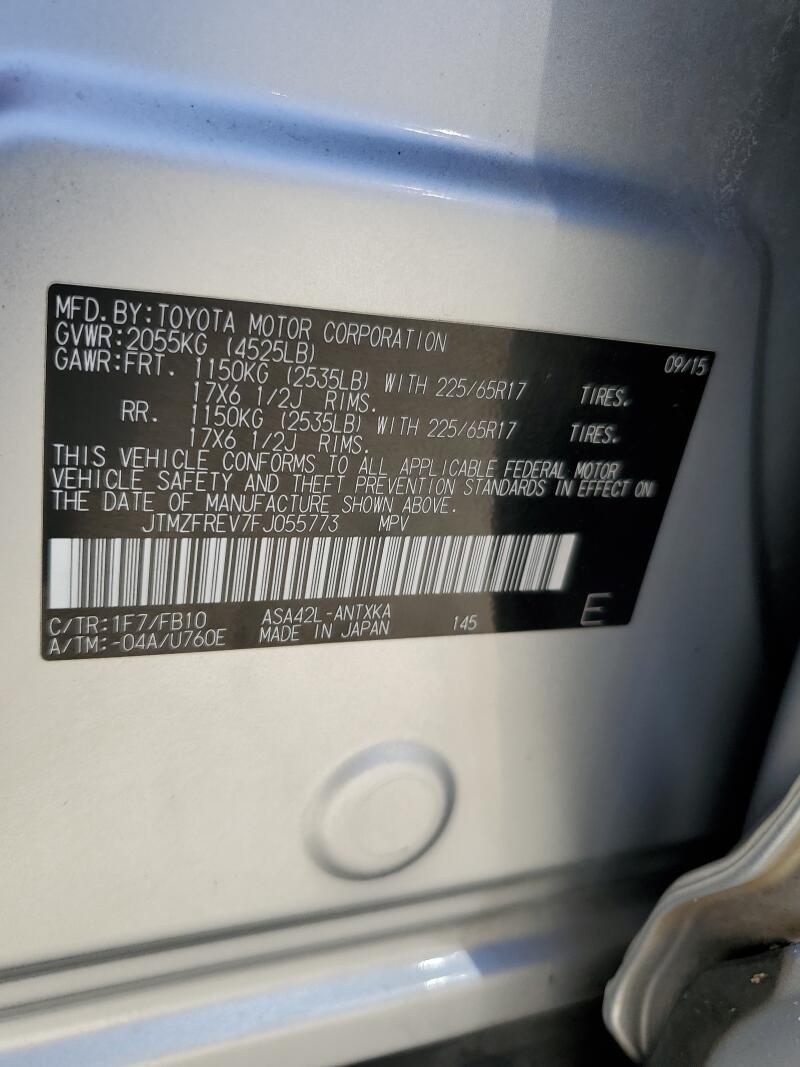 MFD. BY: TOYOTA MOTOR CORPORATION 09/15
GVWR: 2055KG (4525LB)
GAWR: FRT. 1150KG (2535LB) WITH 225/65R17 TIRES.
17X6 1/2J RIMS.
RR. 1150KG (2535LB) WITH 225/65R17 TIRES.
17X6 1/2J RIMS.
THIS VEHICLE CONFORMS TO ALL APPLICABLE FEDERAL MOTOR
VEHICLE SAFETY AND THEFT PREVENTION STANDARDS IN EFFECT ON
THE DATE OF MANUFACTURE SHOWN ABOVE.
JTMZFREV7FJ055773 MPV
C/TR: 1F7/FB10 ASA42L-ANTXKA 145 E
A/TM: -04A/U760E MADE IN JAPAN